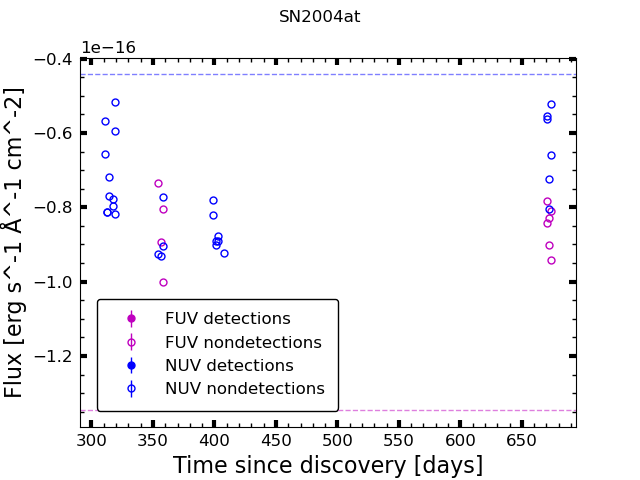 SN2004at
1e−16
−0.4
−0.6
−0.8
−1.0
−1.2
Flux [erg s^-1 Å^-1 cm^-2]
FUV detections
FUV nondetections
NUV detections
NUV nondetections
300 350 400 450 500 550 600 650
Time since discovery [days]